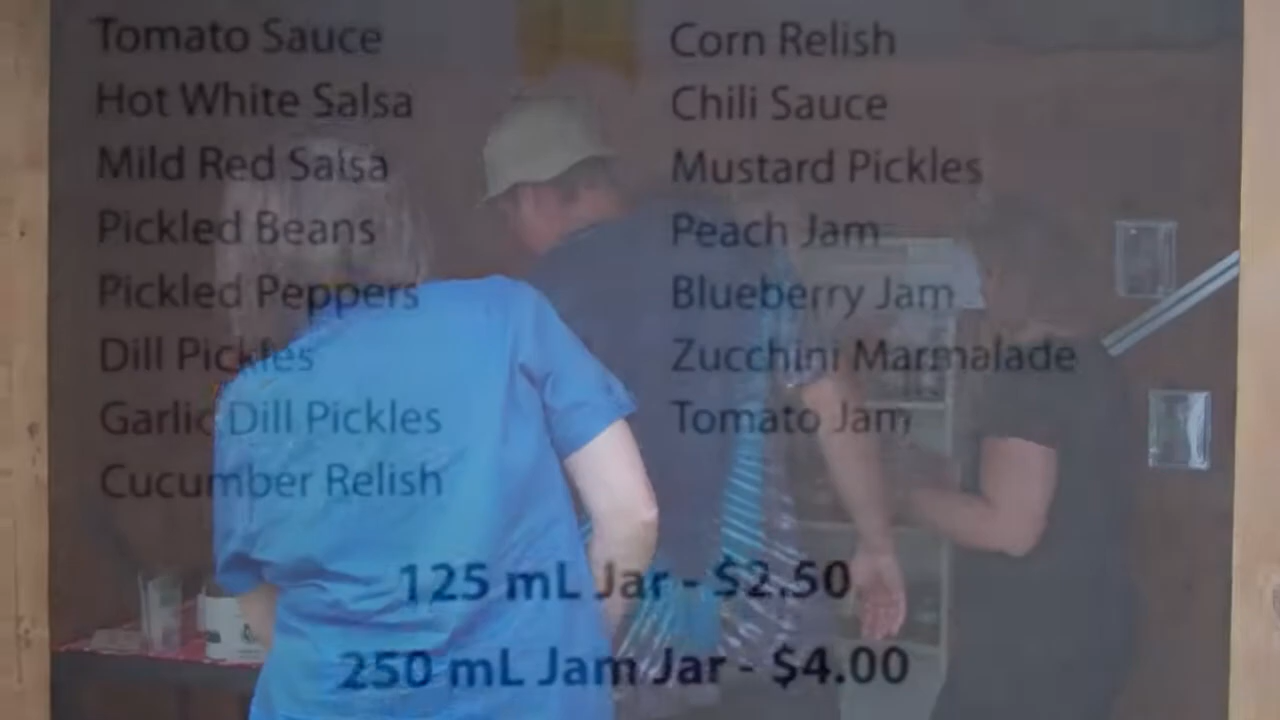 Tomato Sauce
Hot White Salsa
Mild Red Salsa
Pickled Beans
Pickled Peppers
Dill Pickles
Garlic Dill Pickles
Cucumber Relish
Corn Relish
Chili Sauce
Mustard Pickles
Peach Jam
Blueberry Jam
Zucchini Marmalade
Tomato Jam
125 mL Jar - $2.50
250 mL Jam Jar - $4.00